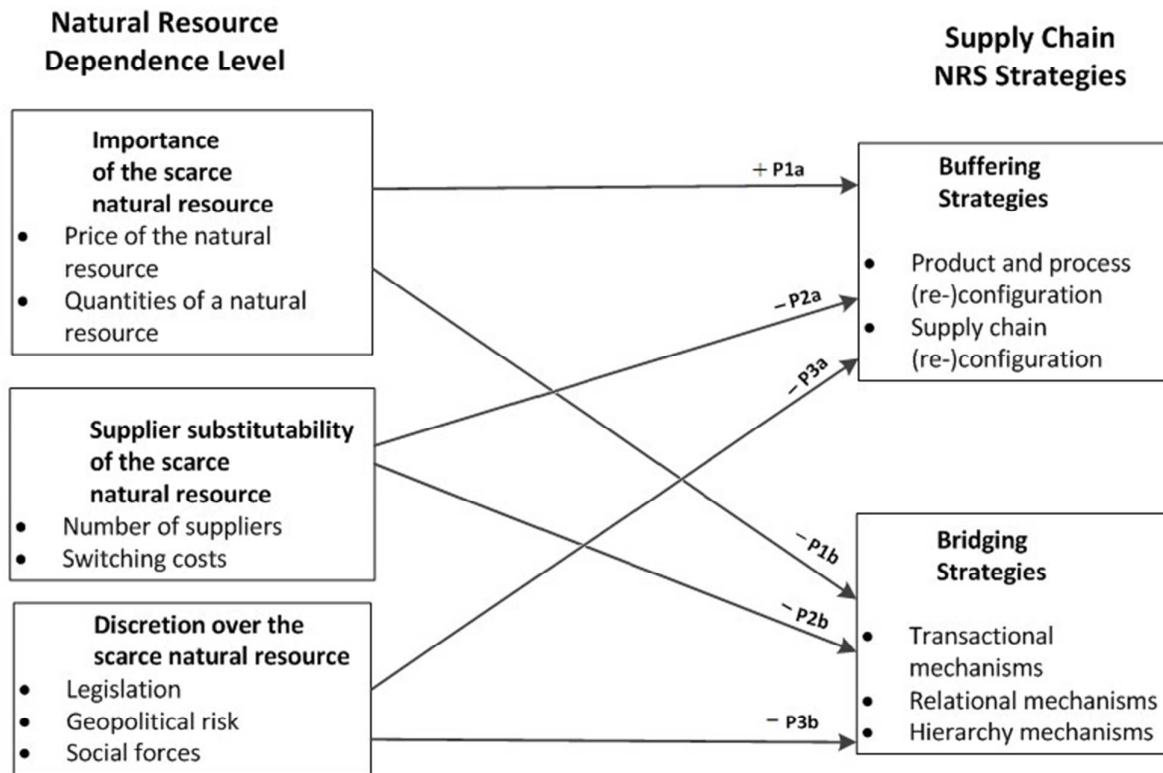 Natural Resource
Dependence Level
Supply Chain
NRS Strategies
Importance
of the scarce
natural resource
• Price of the natural
resource
• Quantities of a natural
resource
Supplier substitutability
of the scarce
natural resource
• Number of suppliers
• Switching costs
Discretion over the
scarce natural resource
• Legislation
• Geopolitical risk
• Social forces
+ P1a
– P2a
– P3a
– P1b
– P2b
– P3b
Buffering
Strategies
• Product and process
(re-)configuration
• Supply chain
(re-)configuration
Bridging
Strategies
• Transactional
mechanisms
• Relational mechanisms
• Hierarchy mechanisms